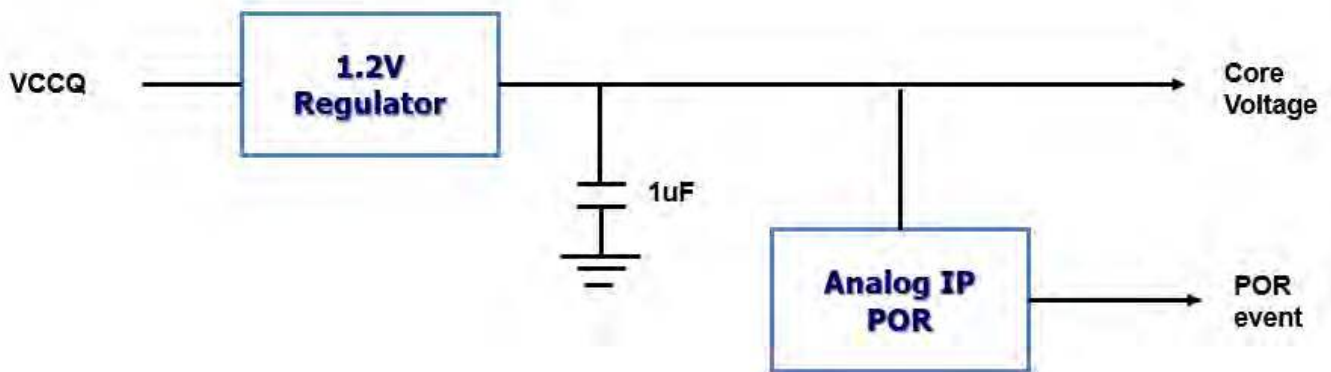 VCCQ
1.2V
Regulator
Core
Voltage
1uF
Analog IP
POR
POR
event